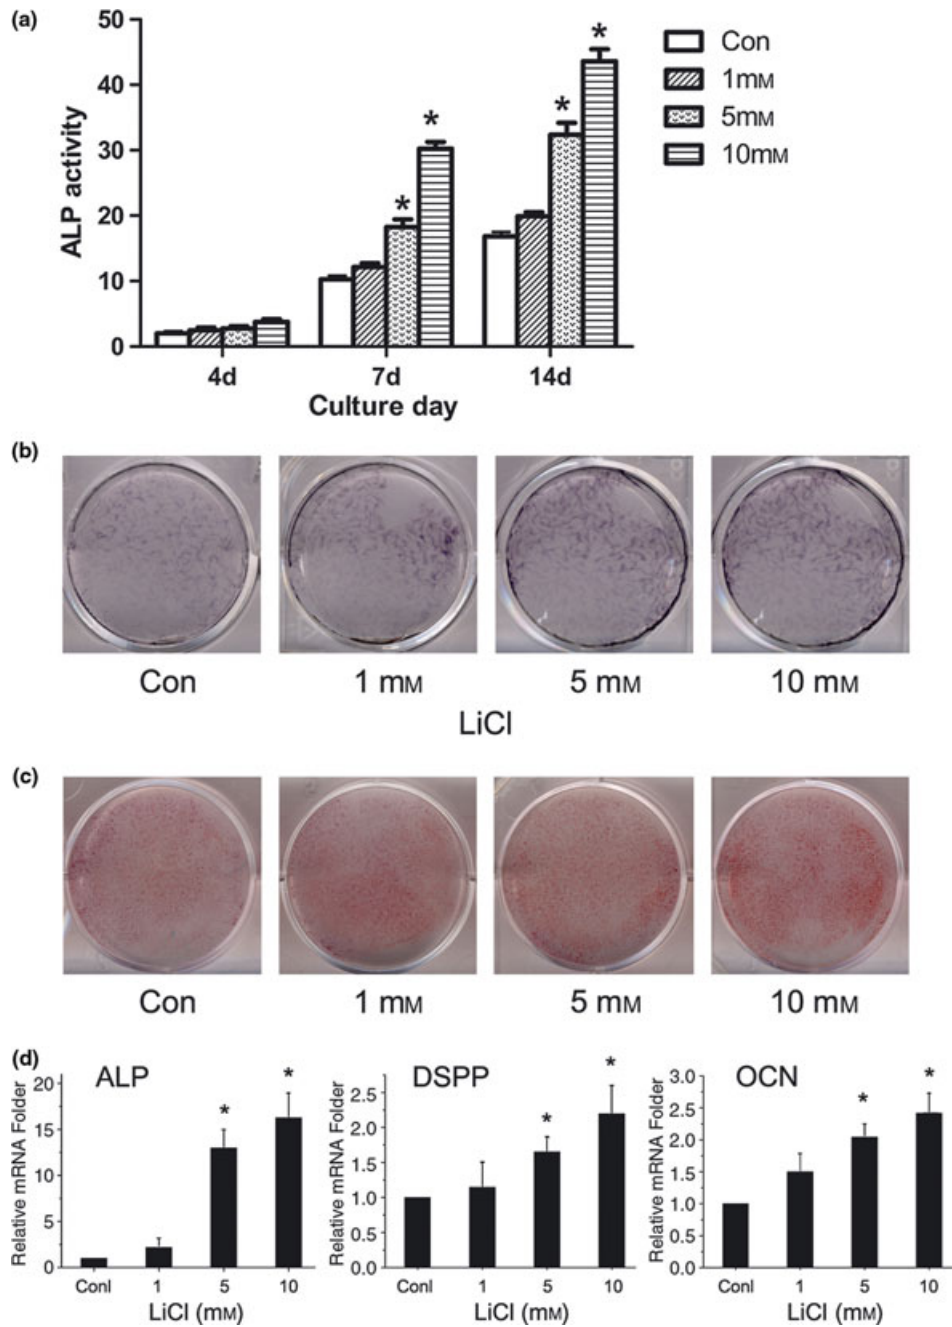 (a)
50
40
30
20
10
0
ALP activity
* * * *
4d 7d 14d
Culture day
Con
1mM
5mM
10mM
(b)
Con 1 mM 5 mM 10 mM
LiCl
(c)
Con 1 mM 5 mM 10 mM
(d)
ALP
Relative mRNA Folder
20
15
10
5
0
* *
Conl 1 5 10
LiCl (mM)
DSPP
Relative mRNA Folder
2.5
2.0
1.5
1.0
0.5
0.0
* *
Conl 1 5 10
LiCl (mM)
OCN
Relative mRNA Folder
3.0
2.5
2.0
1.5
1.0
0.5
0.0
* *
Conl 1 5 10
LiCl (mM)